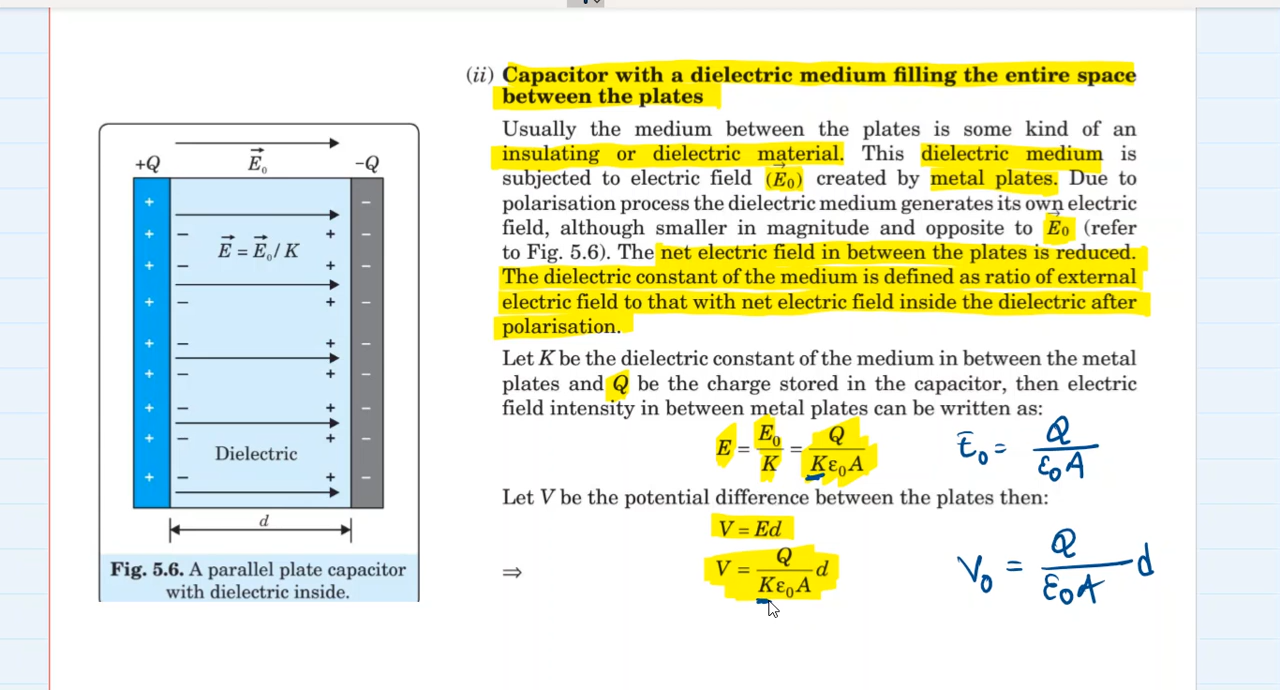 (ii) Capacitor with a dielectric medium filling the entire space
between the plates
Usually the medium between the plates is some kind of an
insulating or dielectric material. This dielectric medium is
subjected to electric field (E⃗₀) created by metal plates. Due to
polarisation process the dielectric medium generates its own electric
field, although smaller in magnitude and opposite to E⃗₀ (refer
to Fig. 5.6). The net electric field in between the plates is reduced.
The dielectric constant of the medium is defined as ratio of external
electric field to that with net electric field inside the dielectric after
polarisation.
Let K be the dielectric constant of the medium in between the metal
plates and Q be the charge stored in the capacitor, then electric
field intensity in between metal plates can be written as:
E = E₀/K = Q/Kε₀A
E₀ = Q/ε₀A
Let V be the potential difference between the plates then:
V = Ed
⇒ V = Q/Kε₀A d
V₀ = Q/ε₀A d
+Q E⃗₀ -Q
+ −
+ − + −
E⃗ = E⃗₀/K
+ − + −
+ − + −
+ − + −
+ − + −
+ − + −
+ − + −
Dielectric
+ − + −
d
Fig. 5.6. A parallel plate capacitor
with dielectric inside.